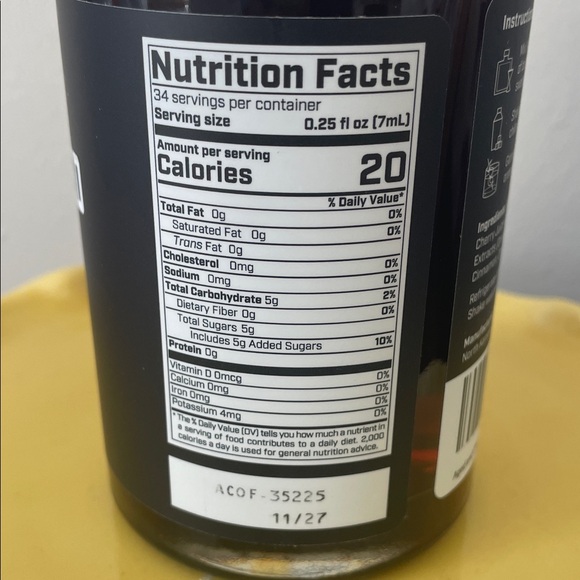 Nutrition Facts
34 servings per container
Serving size 0.25 fl oz (7mL)
Amount per serving
Calories 20
% Daily Value*
Total Fat 0g 0%
Saturated Fat 0g 0%
Trans Fat 0g
Cholesterol 0mg 0%
Sodium 0mg 0%
Total Carbohydrate 5g 2%
Dietary Fiber 0g 0%
Total Sugars 5g
Includes 5g Added Sugars 10%
Protein 0g
Vitamin D 0mcg 0%
Calcium 0mg 0%
Iron 0mg 0%
Potassium 4mg 0%
*The % Daily Value (DV) tells you how much a nutrient in
a serving of food contributes to a daily diet. 2,000
calories a day is used for general nutrition advice.
ACOF-35225
11/27